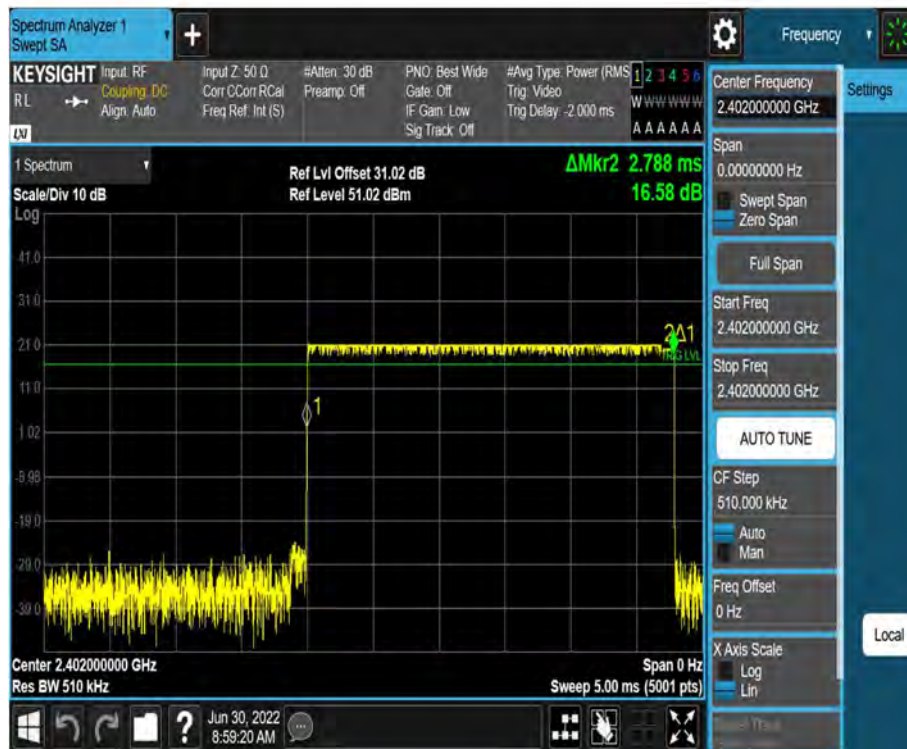 Spectrum Analyzer 1
Swept SA
Frequency
KEYSIGHT
RL
LXI
Input: RF
Coupling: DC
Align: Auto
Input Z: 50 Ω
Corr CCorr RCal
Freq Ref: Int (S)
#Atten: 30 dB
Preamp: Off
PNO: Best Wide
Gate: Off
IF Gain: Low
Sig Track: Off
#Avg Type: Power (RMS
Trig: Video
Trig Delay: -2.000 ms
1 2 3 4 5 6
W W W W W W
A A A A A A
1 Spectrum
Scale/Div 10 dB
Log
Ref Lvl Offset 31.02 dB
Ref Level 51.02 dBm
ΔMkr2 2.788 ms
16.58 dB
41.0
31.0
21.0
11.0
1.02
-8.98
-19.0
-29.0
-39.0
2Δ1
TRIG LVL
1
Center 2.402000000 GHz
Res BW 510 kHz
Span 0 Hz
Sweep 5.00 ms (5001 pts)
Jun 30, 2022
8:59:20 AM
Center Frequency
2.402000000 GHz
Settings
Span
0.00000000 Hz
Swept Span
Zero Span
Full Span
Start Freq
2.402000000 GHz
Stop Freq
2.402000000 GHz
AUTO TUNE
CF Step
510.000 kHz
Auto
Man
Freq Offset
0 Hz
Local
X Axis Scale
Log
Lin